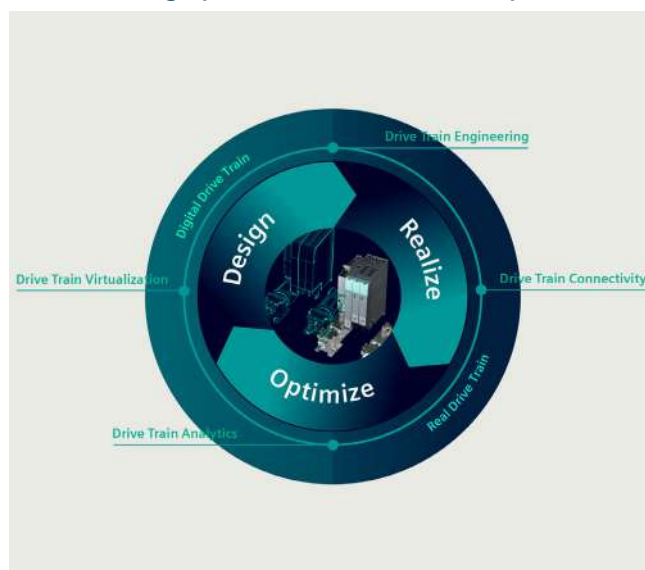 Drive Train Engineering
Digital Drive Train
Design
Realize
Drive Train Virtualization
Drive Train Connectivity
Optimize
Real Drive Train
Drive Train Analytics